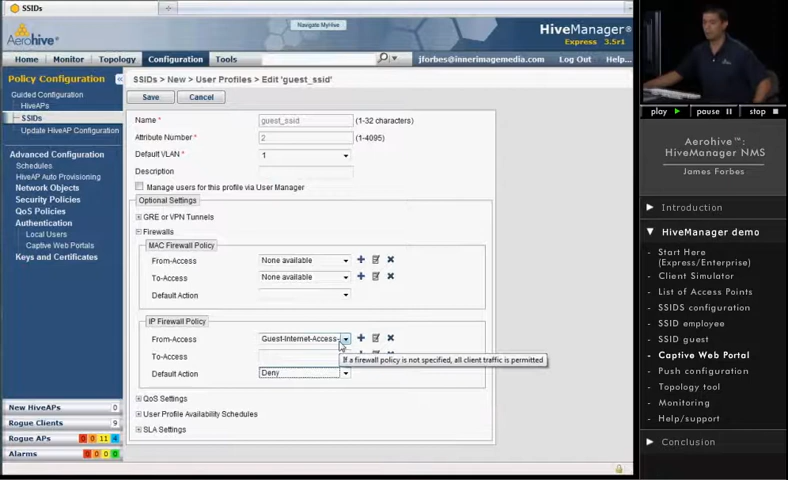 SSIDs
Navigate MyHive
Aerohive
NETWORKS
HiveManager®
Express 3.5r1
Home Monitor Topology Configuration Tools jforbes@innerimagemedia.com Log Out Help...
Policy Configuration
Guided Configuration
HiveAPs
SSIDs
Update HiveAP Configuration
Advanced Configuration
Schedules
HiveAP Auto Provisioning
Network Objects
Security Policies
QoS Policies
Authentication
Local Users
Captive Web Portals
Keys and Certificates
New HiveAPs 0
Rogue Clients 9
Rogue APs 0 0 11 4
Alarms 0 0 0 0
SSIDs > New > User Profiles > Edit 'guest_ssid'
Save Cancel
Name * guest_ssid (1-32 characters)
Attribute Number * 2 (1-4095)
Default VLAN * 1
Description
Manage users for this profile via User Manager
Optional Settings
GRE or VPN Tunnels
Firewalls
MAC Firewall Policy
From-Access None available
To-Access None available
Default Action
IP Firewall Policy
From-Access Guest-Internet-Access-
To-Access
If a firewall policy is not specified, all client traffic is permitted
Default Action Deny
QoS Settings
User Profile Availability Schedules
SLA Settings
play pause stop
Aerohive™:
HiveManager NMS
James Forbes
Introduction
HiveManager demo
Start Here
(Express/Enterprise)
Client Simulator
List of Access Points
SSIDS configuration
SSID employee
SSID guest
Captive Web Portal
Push configuration
Topology tool
Monitoring
Help/support
Conclusion